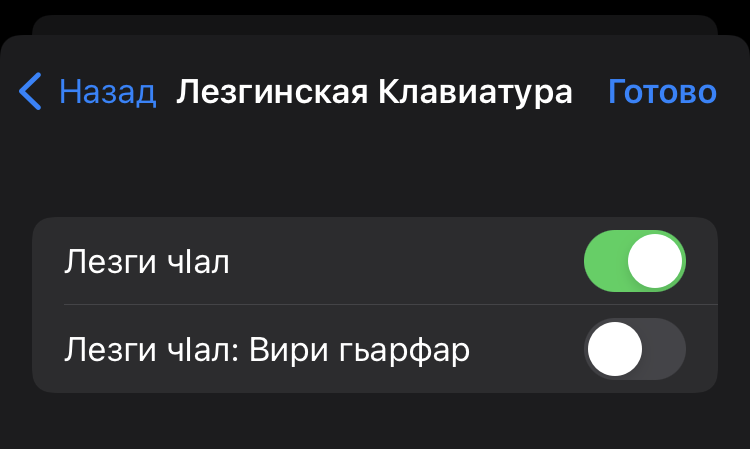 Назад Лезгинская Клавиатура Готово
Лезги чӏал
Лезги чӏал: Вири гьарфар